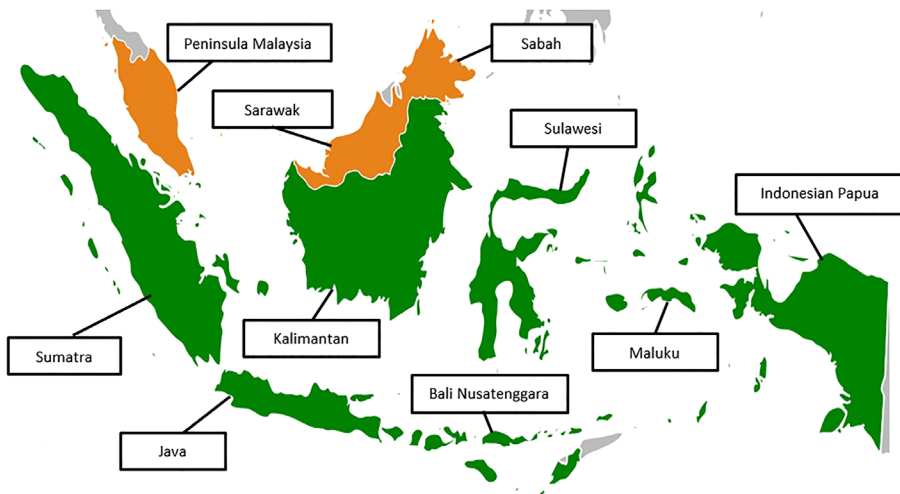 Peninsula Malaysia
Sabah
Sarawak
Sulawesi
Indonesian Papua
Kalimantan
Maluku
Sumatra
Bali Nusatenggara
Java